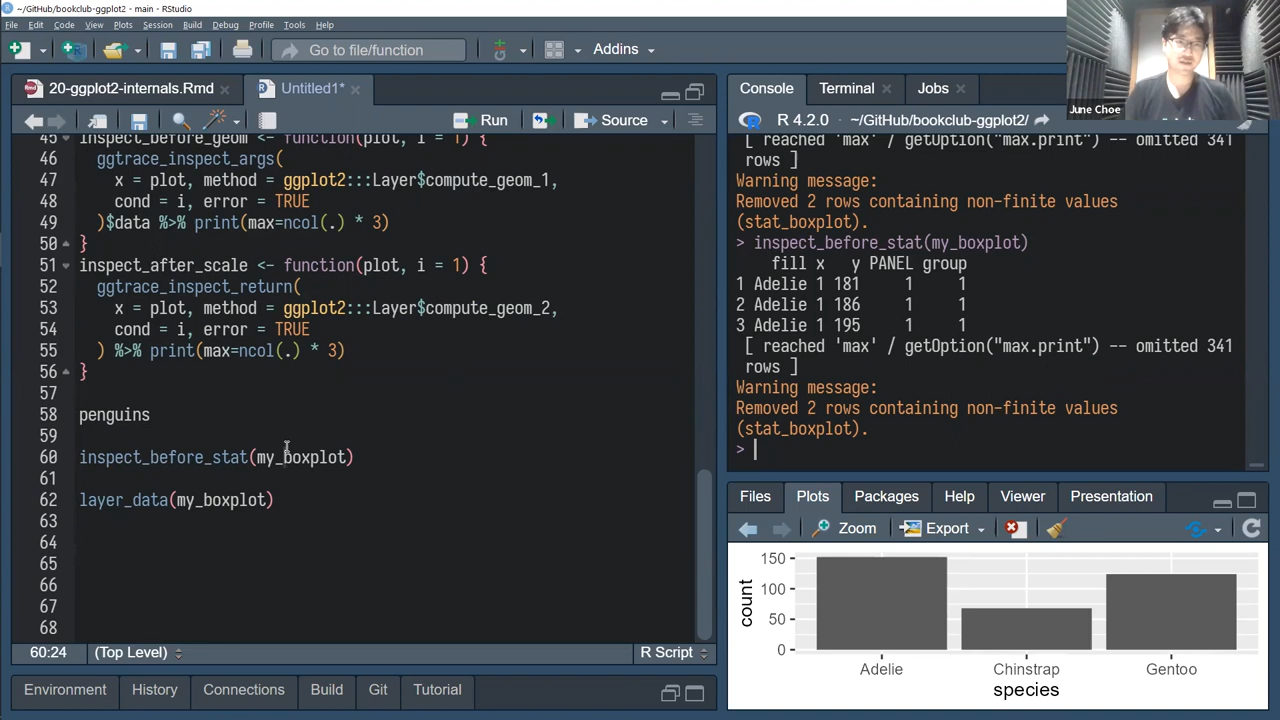 ~/GitHub/bookclub-ggplot2 - main - RStudio
File Edit Code View Plots Session Build Debug Profile Tools Help
Go to file/function
Addins
20-ggplot2-internals.Rmd
Untitled1*
Run
Source
45 inspect_before_geom <- function(plot, i = 1) {
46 ggtrace_inspect_args(
47 x = plot, method = ggplot2:::Layer$compute_geom_1,
48 cond = i, error = TRUE
49 )$data %>% print(max=ncol(.) * 3)
50 }
51 inspect_after_scale <- function(plot, i = 1) {
52 ggtrace_inspect_return(
53 x = plot, method = ggplot2:::Layer$compute_geom_2,
54 cond = i, error = TRUE
55 ) %>% print(max=ncol(.) * 3)
56 }
57
58 penguins
59
60 inspect_before_stat(my_boxplot)
61
62 layer_data(my_boxplot)
63
64
65
66
67
68
60:24 (Top Level)
R Script
Environment History Connections Build Git Tutorial
Console Terminal Jobs
R 4.2.0 · ~/GitHub/bookclub-ggplot2/
[ reached 'max' / getOption("max.print") -- omitted 341
rows ]
Warning message:
Removed 2 rows containing non-finite values
(stat_boxplot).
> inspect_before_stat(my_boxplot)
fill x y PANEL group
1 Adelie 1 181 1 1
2 Adelie 1 186 1 1
3 Adelie 1 195 1 1
[ reached 'max' / getOption("max.print") -- omitted 341
rows ]
Warning message:
Removed 2 rows containing non-finite values
(stat_boxplot).
>
Files Plots Packages Help Viewer Presentation
Zoom Export
150
100
50
0
count
Adelie Chinstrap Gentoo
species
June Choe